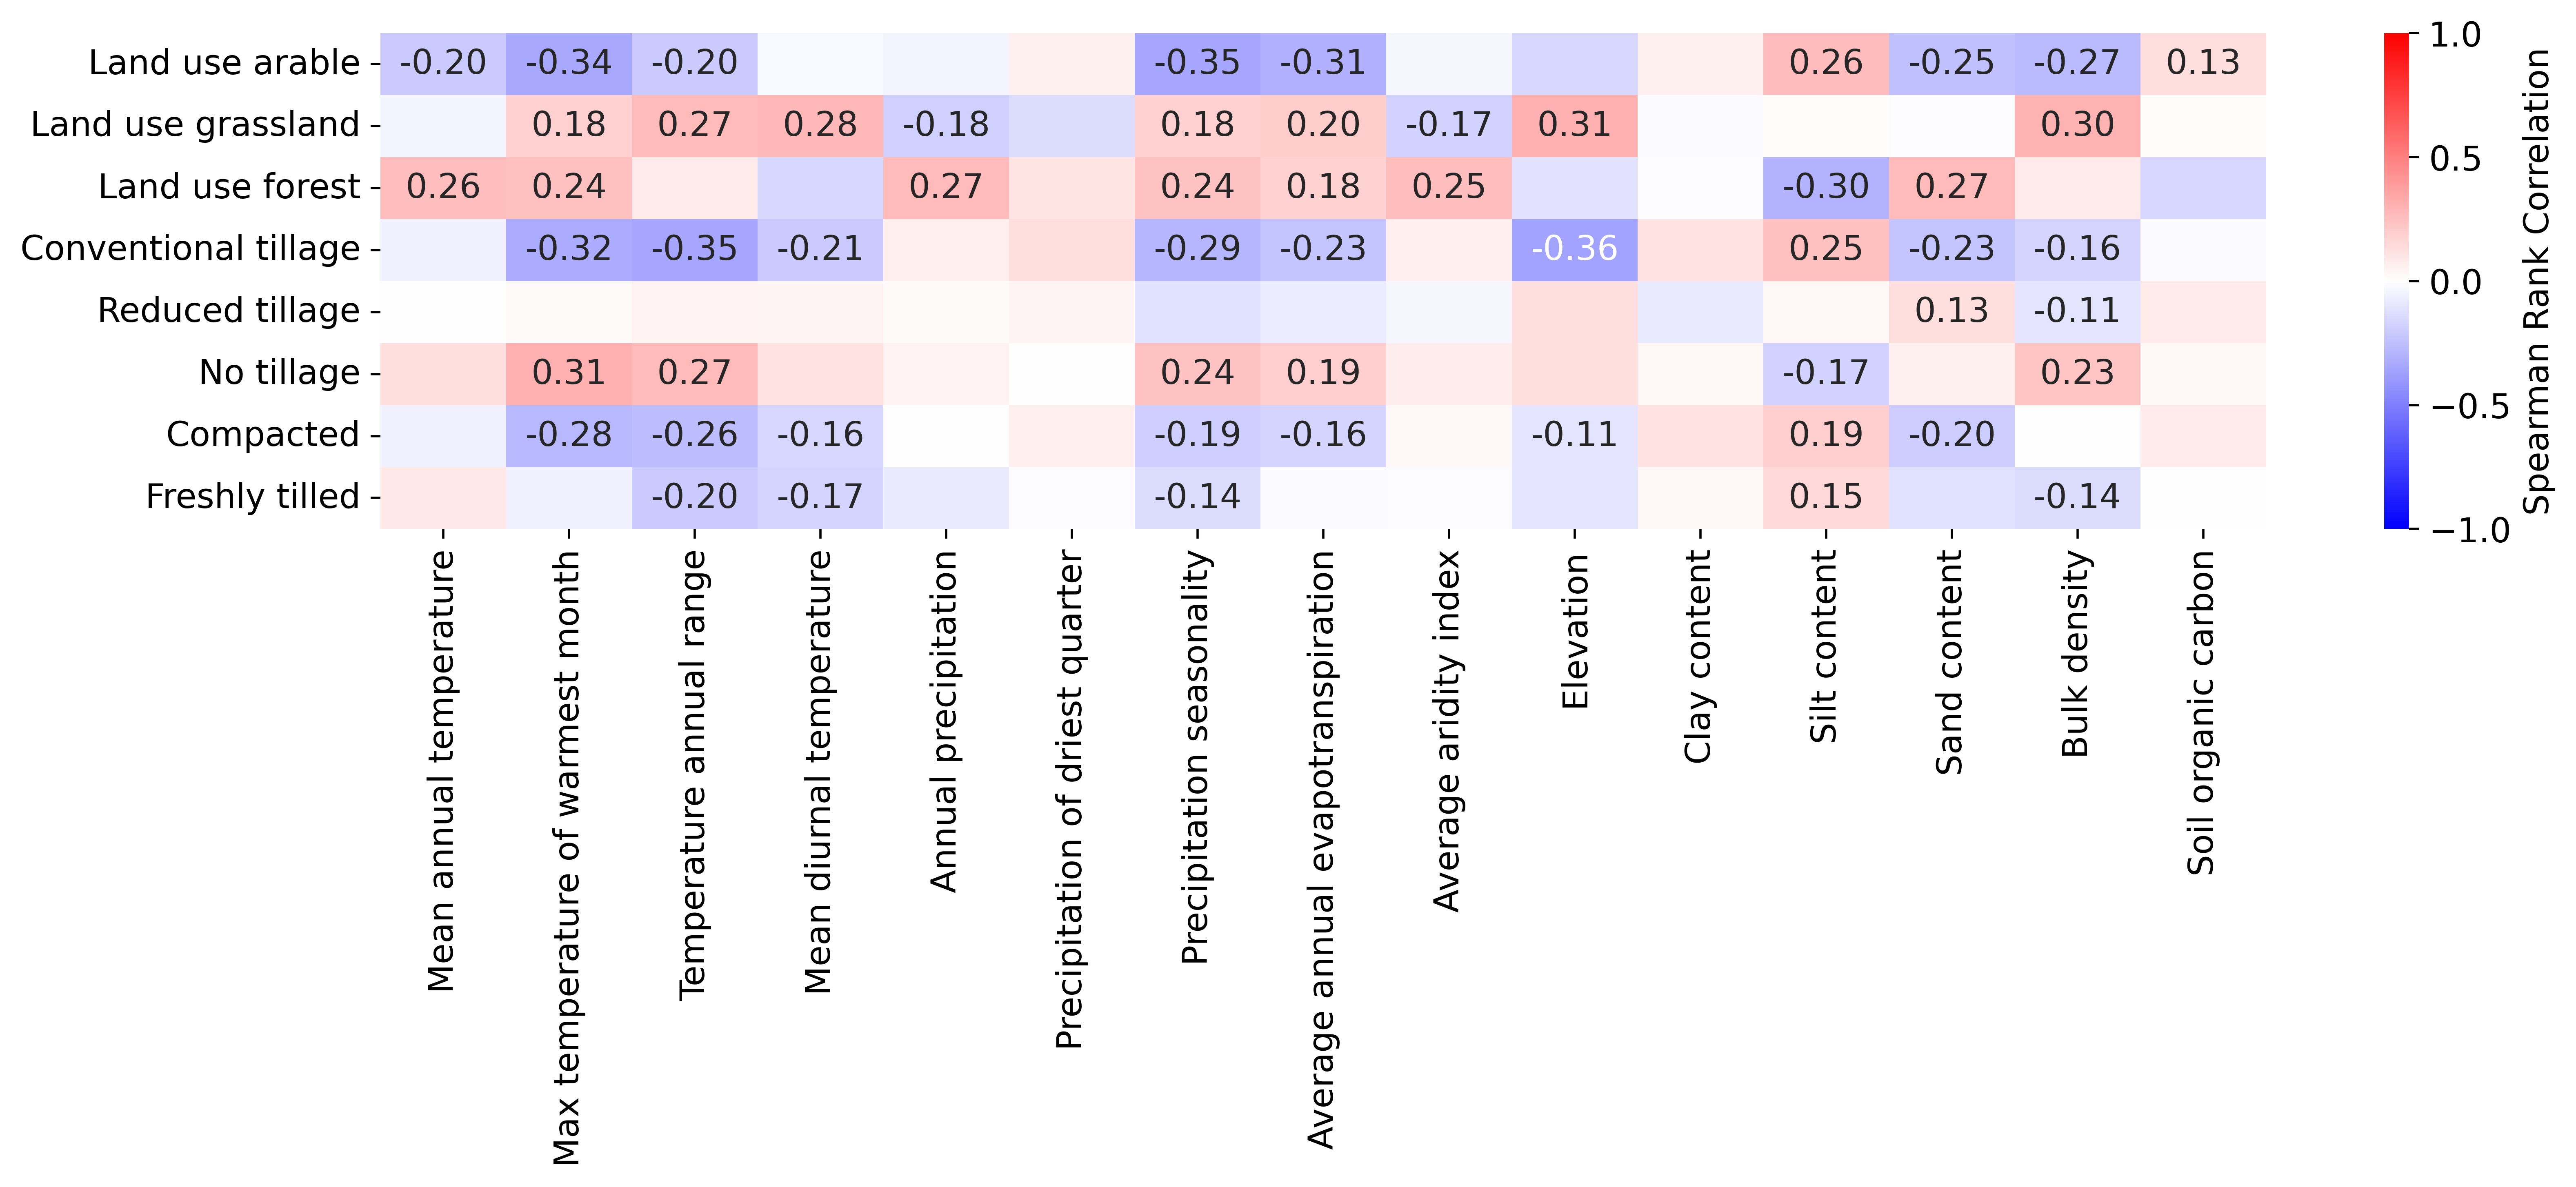 Land use arable -0.20 -0.34 -0.20 -0.35 -0.31 0.26 -0.25 -0.27 0.13
Land use grassland 0.18 0.27 0.28 -0.18 0.18 0.20 -0.17 0.31 0.30
Land use forest 0.26 0.24 0.27 0.24 0.18 0.25 -0.30 0.27
Conventional tillage -0.32 -0.35 -0.21 -0.29 -0.23 -0.36 0.25 -0.23 -0.16
Reduced tillage 0.13 -0.11
No tillage 0.31 0.27 0.24 0.19 -0.17 0.23
Compacted -0.28 -0.26 -0.16 -0.19 -0.16 -0.11 0.19 -0.20
Freshly tilled -0.20 -0.17 -0.14 0.15 -0.14
Mean annual temperature
Max temperature of warmest month
Temperature annual range
Mean diurnal temperature
Annual precipitation
Precipitation of driest quarter
Precipitation seasonality
Average annual evapotranspiration
Average aridity index
Elevation
Clay content
Silt content
Sand content
Bulk density
Soil organic carbon
1.0
0.5
0.0
−0.5
−1.0
Spearman Rank Correlation